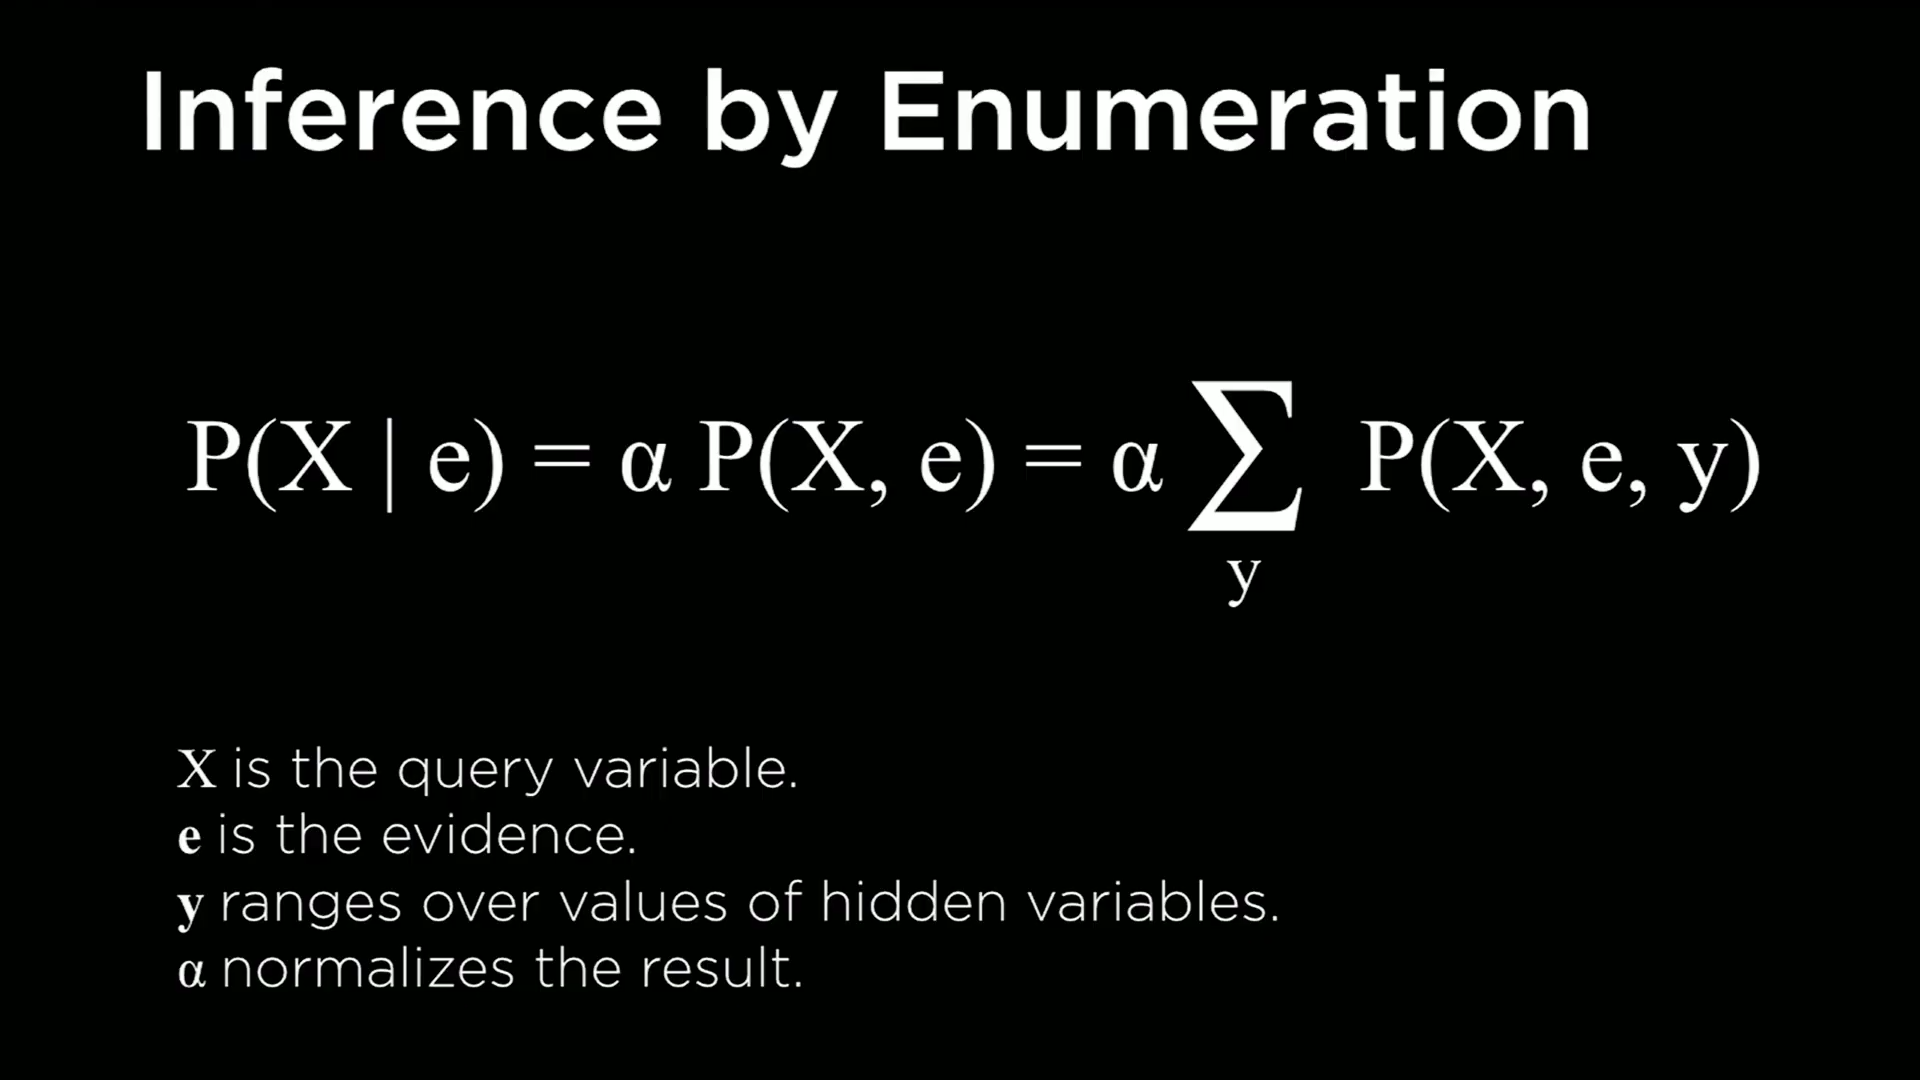 Inference by Enumeration
P(X | e) = α P(X, e) = α ∑ P(X, e, y)
y
X is the query variable.
e is the evidence.
y ranges over values of hidden variables.
α normalizes the result.